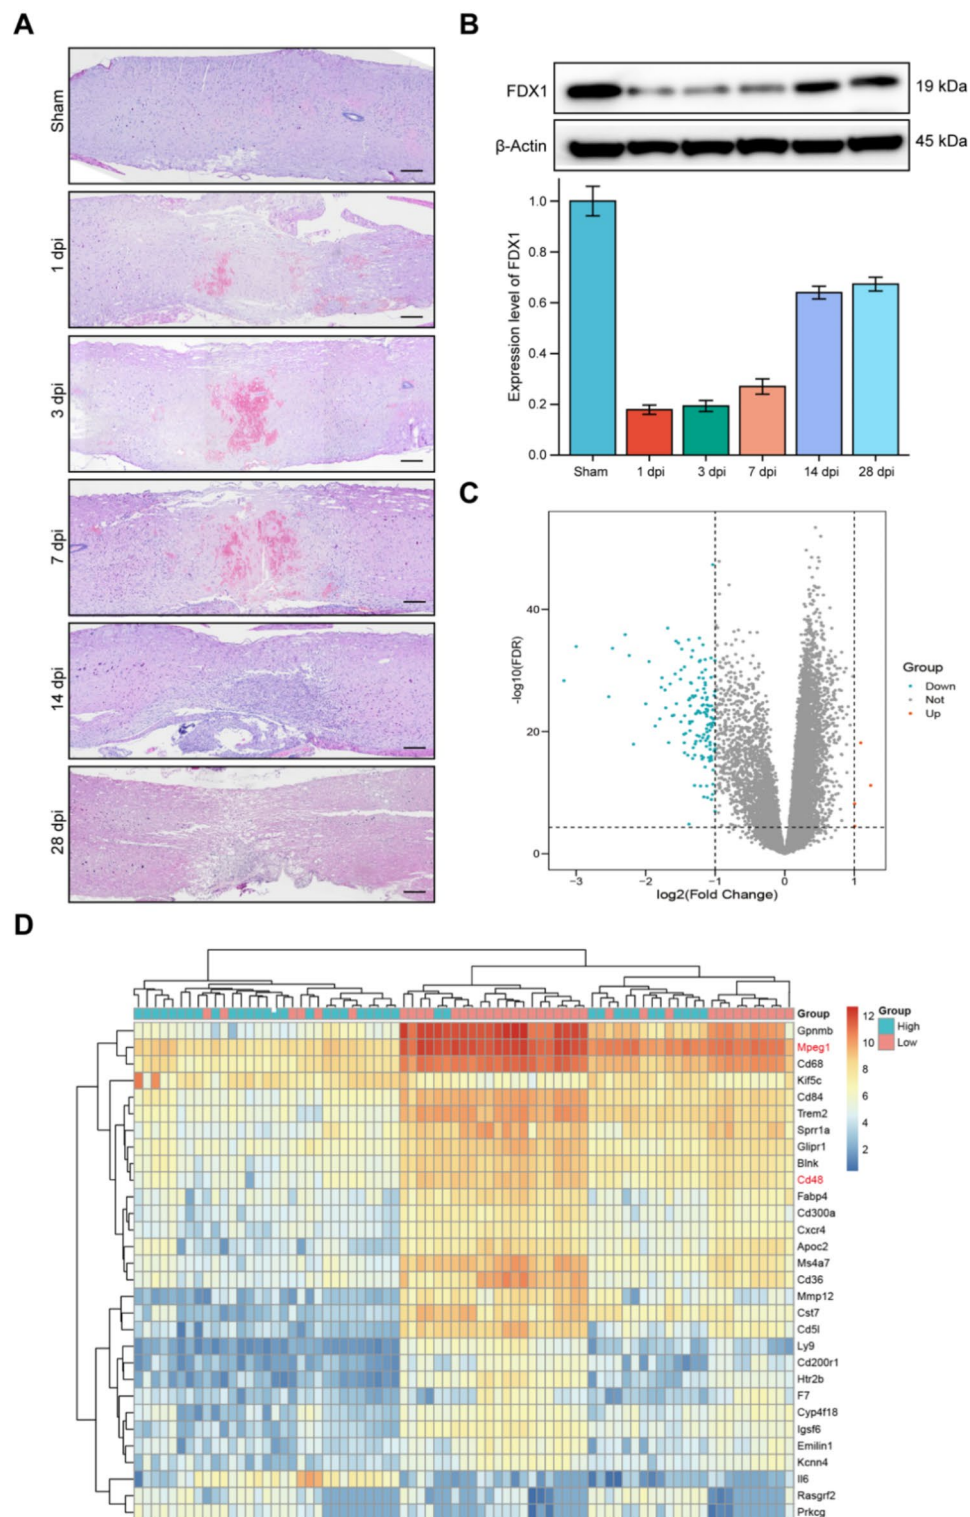 A
Sham
1 dpi
3 dpi
7 dpi
14 dpi
28 dpi
B
FDX1
19 kDa
β-Actin
45 kDa
Expression level of FDX1
1.0
0.8
0.6
0.4
0.2
0.0
Sham 1 dpi 3 dpi 7 dpi 14 dpi 28 dpi
C
-log10(FDR)
40
20
0
−3 −2 −1 0 1
log2(Fold Change)
Group
Down
Not
Up
D
Group
Gpnmb
Mpeg1
Cd68
Kif5c
Cd84
Trem2
Sprr1a
Glipr1
Blnk
Cd48
Fabp4
Cd300a
Cxcr4
Apoc2
Ms4a7
Cd36
Mmp12
Cst7
Cd5l
Ly9
Cd200r1
Htr2b
F7
Cyp4f18
Igsf6
Emilin1
Kcnn4
Il6
Rasgrf2
Prkcg
12
10
8
6
4
2
Group
High
Low